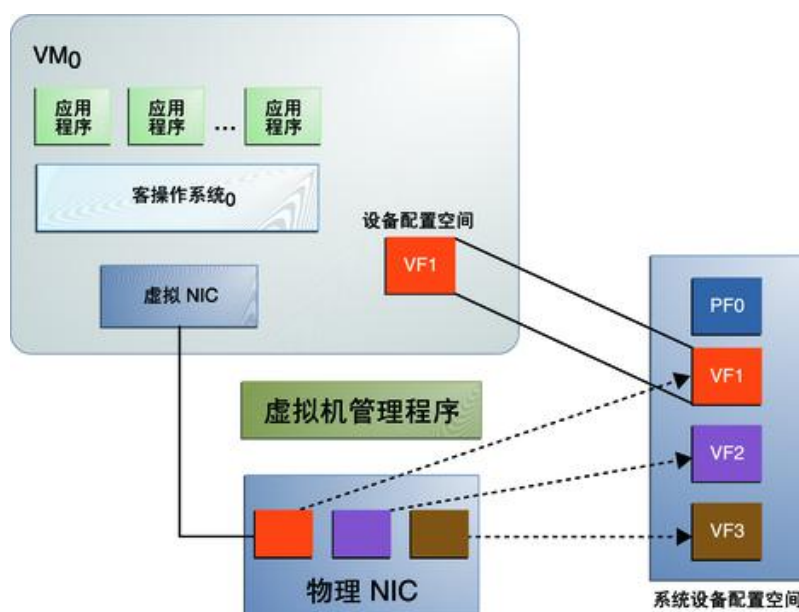 VM0
应用
程序
应用
程序
...
应用
程序
客操作系统0
设备配置空间
VF1
虚拟 NIC
PF0
VF1
虚拟机管理程序
VF2
VF3
物理 NIC
系统设备配置空间